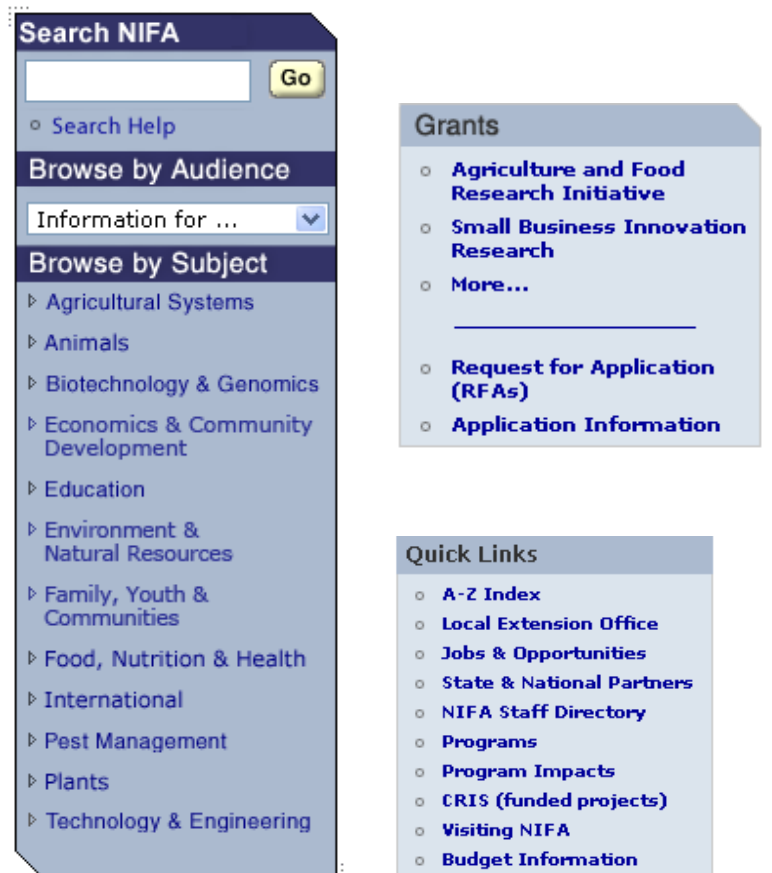 Search NIFA
Go
Search Help
Browse by Audience
Information for ...
Browse by Subject
Agricultural Systems
Animals
Biotechnology & Genomics
Economics & Community
Development
Education
Environment &
Natural Resources
Family, Youth &
Communities
Food, Nutrition & Health
International
Pest Management
Plants
Technology & Engineering
Grants
Agriculture and Food
Research Initiative
Small Business Innovation
Research
More...
Request for Application
(RFAs)
Application Information
Quick Links
A-Z Index
Local Extension Office
Jobs & Opportunities
State & National Partners
NIFA Staff Directory
Programs
Program Impacts
CRIS (funded projects)
Visiting NIFA
Budget Information